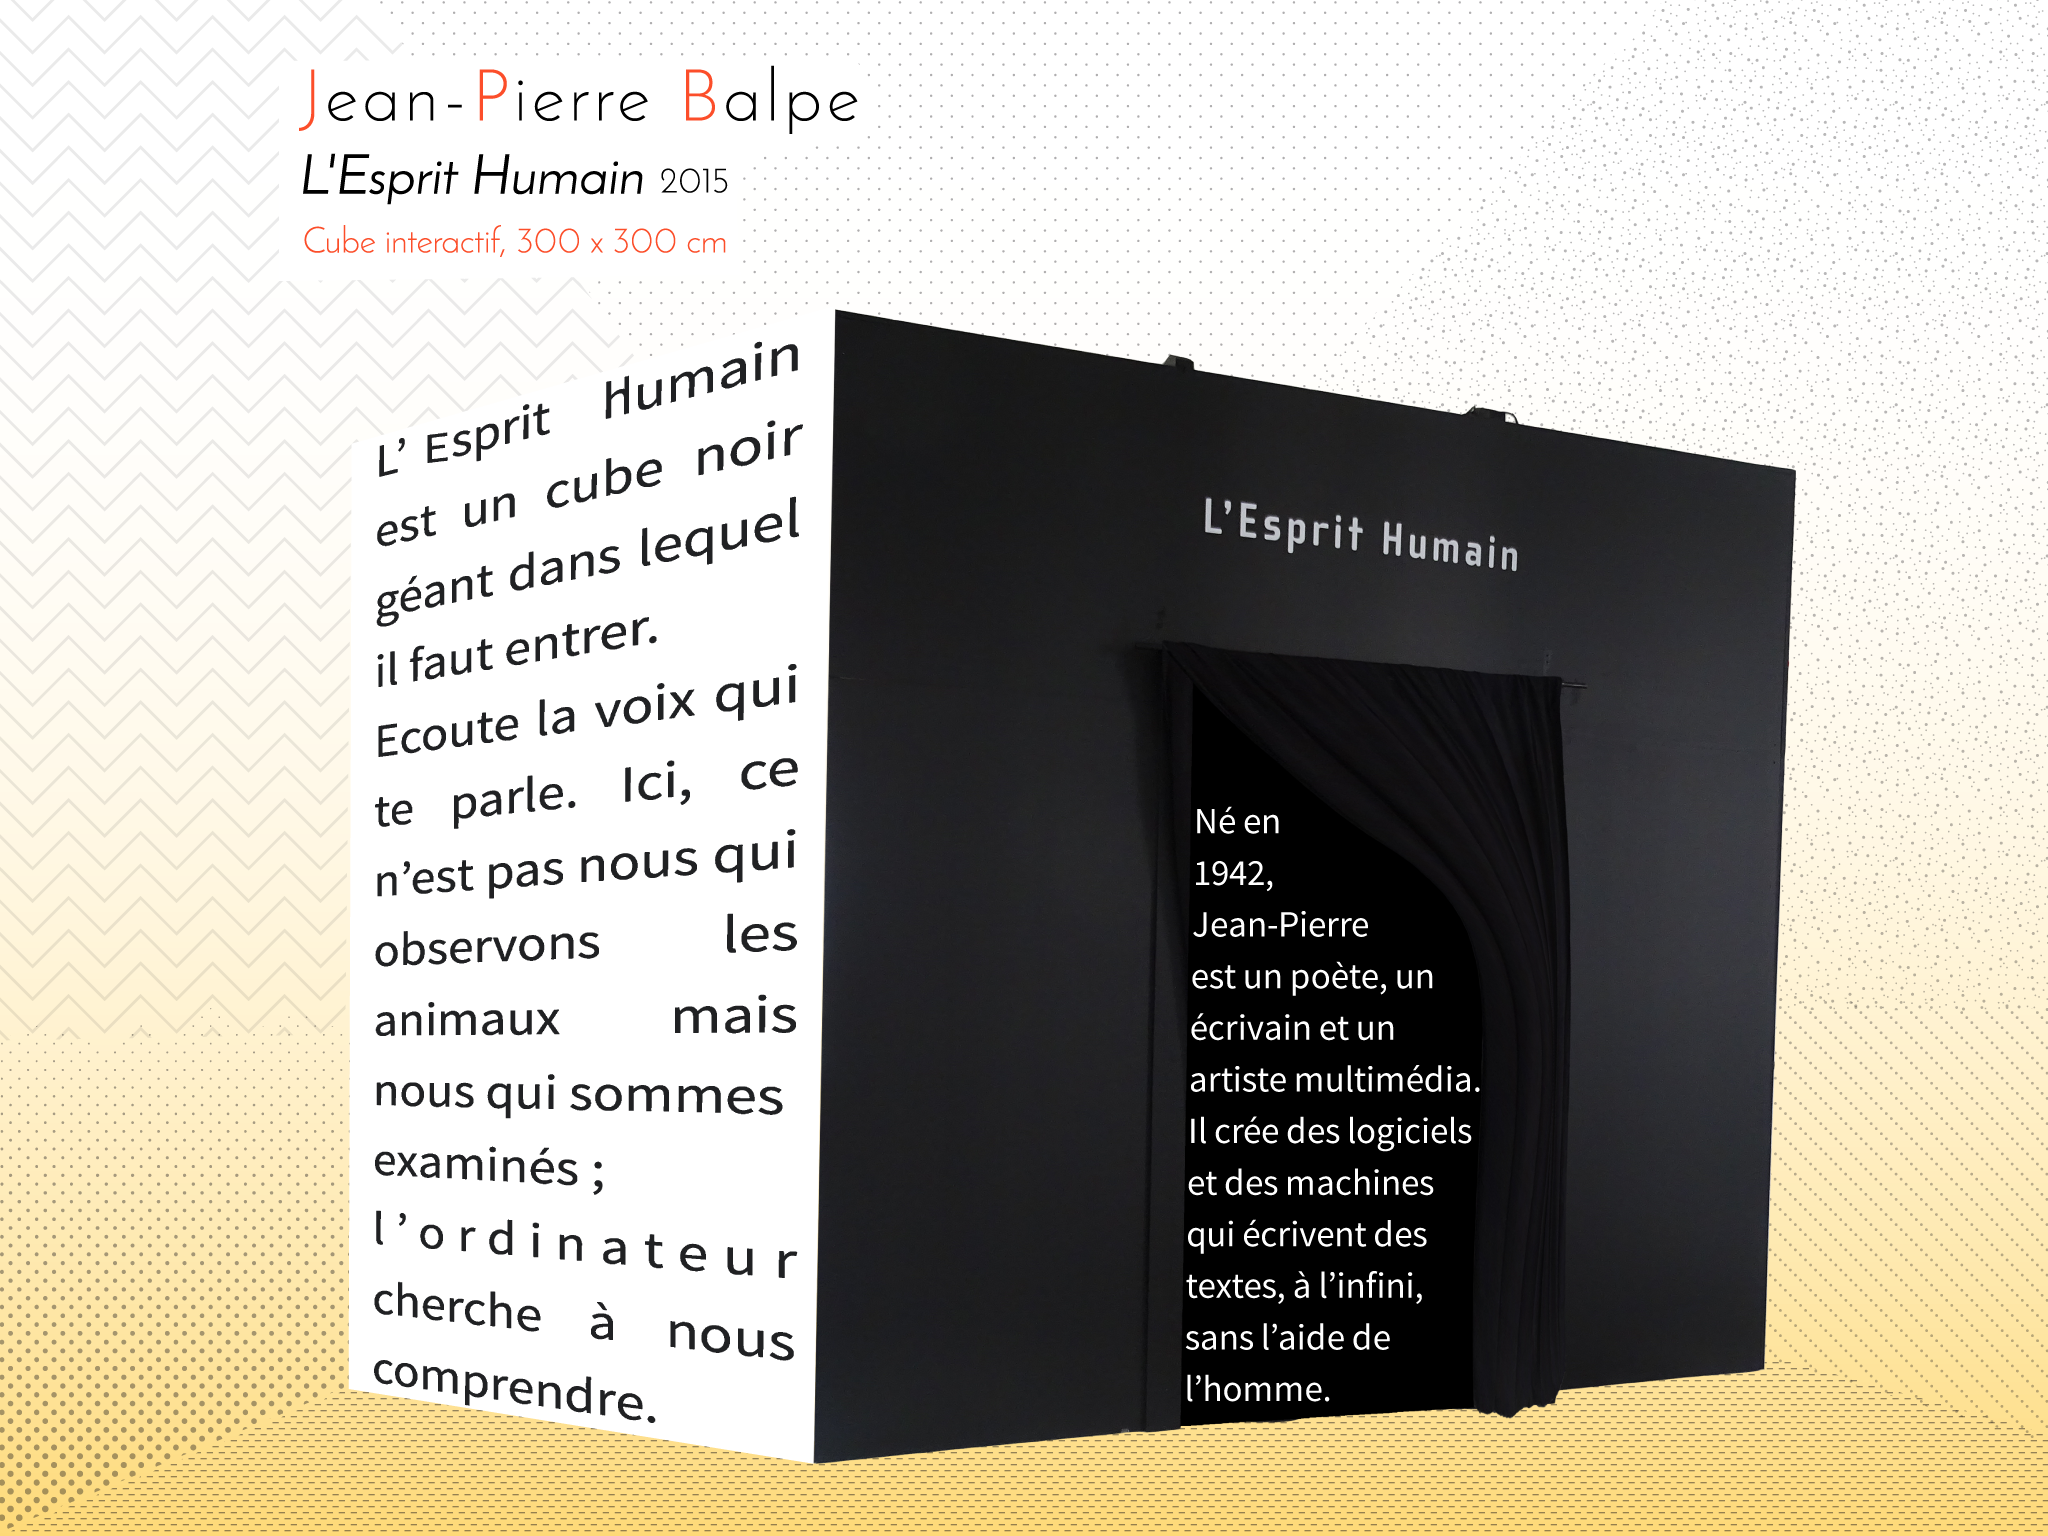 Jean-Pierre Balpe
L'Esprit Humain 2015
Cube interactif, 300 x 300 cm
L’ Esprit Humain
est un cube noir
géant dans lequel
il faut entrer.
Ecoute la voix qui
te parle. Ici, ce
n’est pas nous qui
observons les
animaux mais
nous qui sommes
examinés ;
l’ordinateur
cherche à nous
comprendre.
L’Esprit Humain
Né en
1942,
Jean-Pierre
est un poète, un
écrivain et un
artiste multimédia.
Il crée des logiciels
et des machines
qui écrivent des
textes, à l’infini,
sans l’aide de
l’homme.